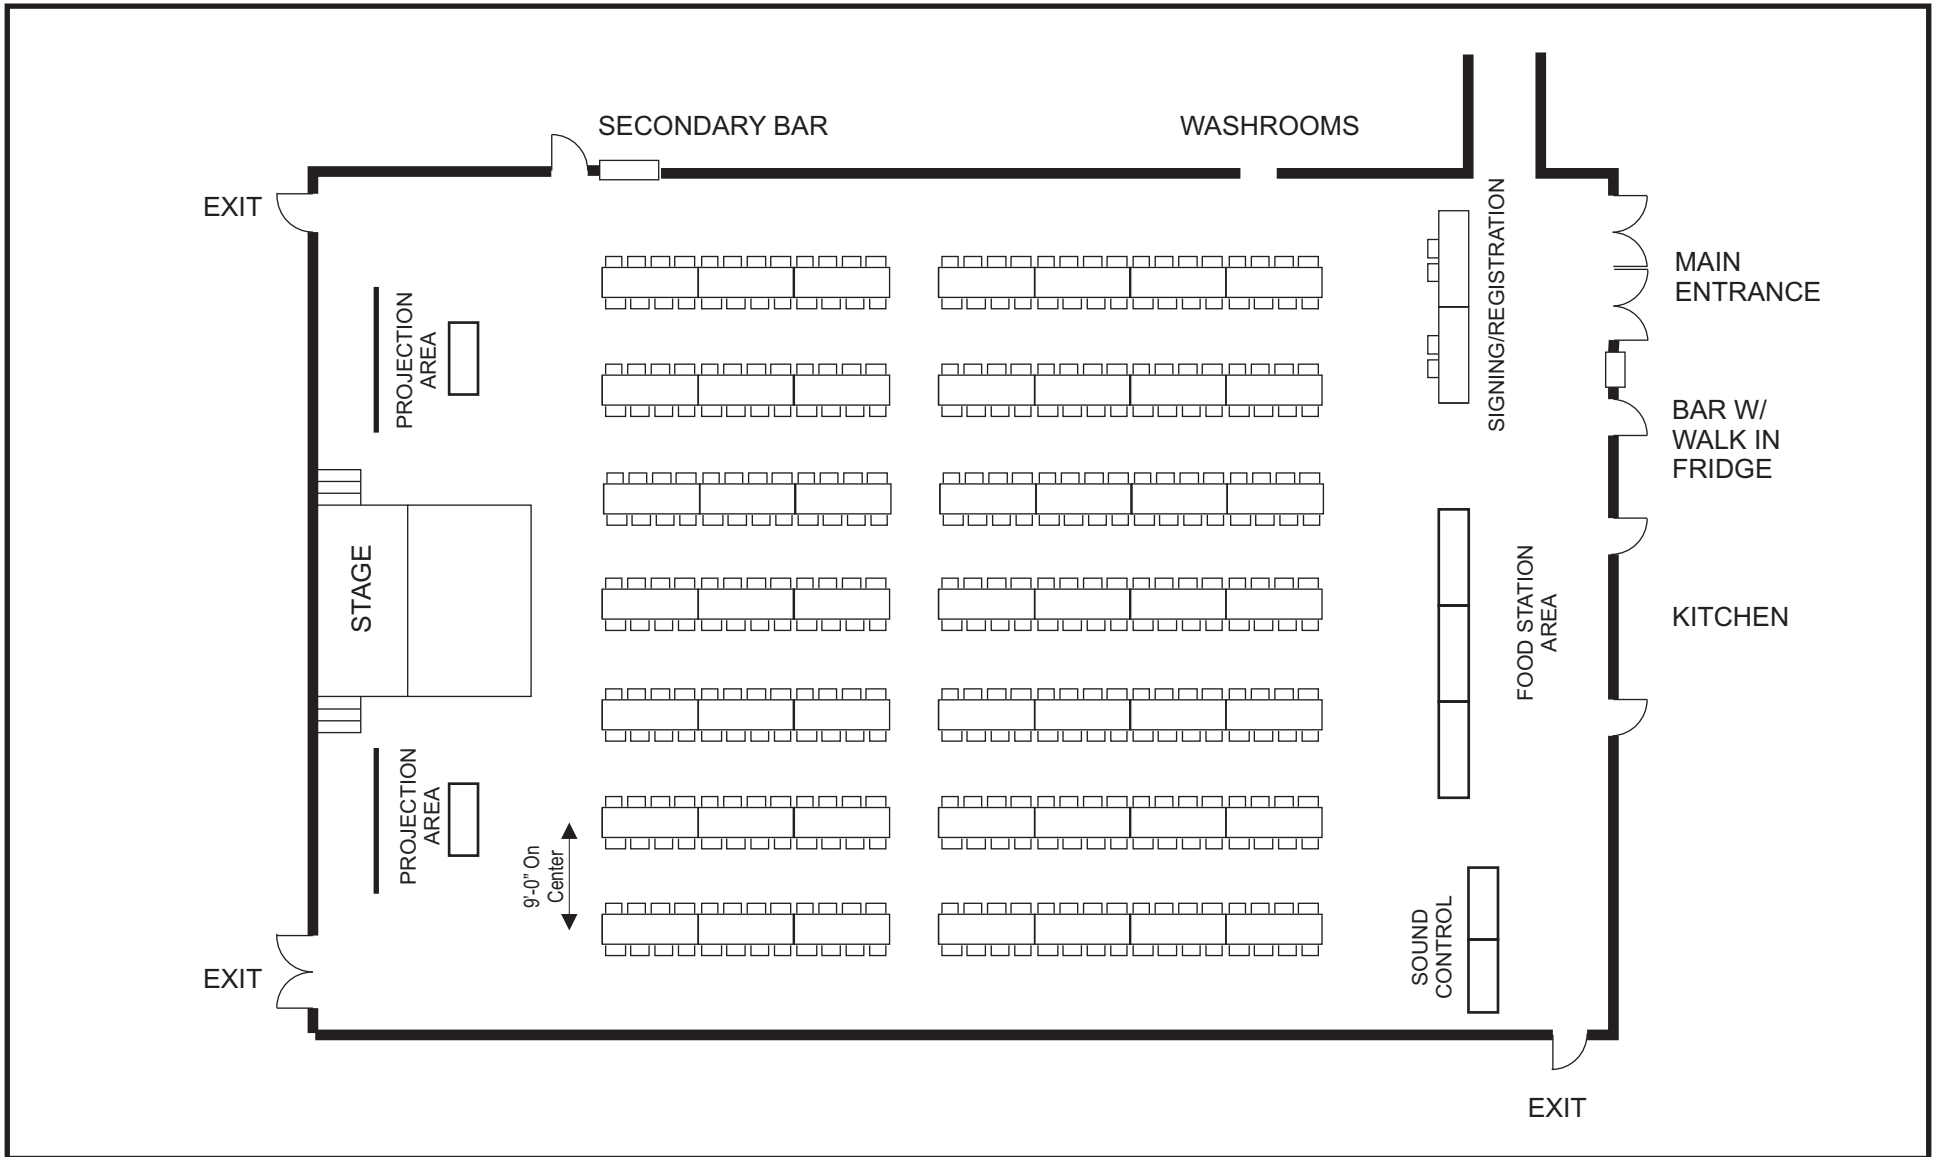 SECONDARY BAR
WASHROOMS
EXIT
SIGNING/REGISTRATION
MAIN
ENTRANCE
PROJECTION
AREA
BAR W/
WALK IN
FRIDGE
STAGE
FOOD STATION
AREA
KITCHEN
PROJECTION
AREA
9'-0" On
Center
SOUND
CONTROL
EXIT
EXIT